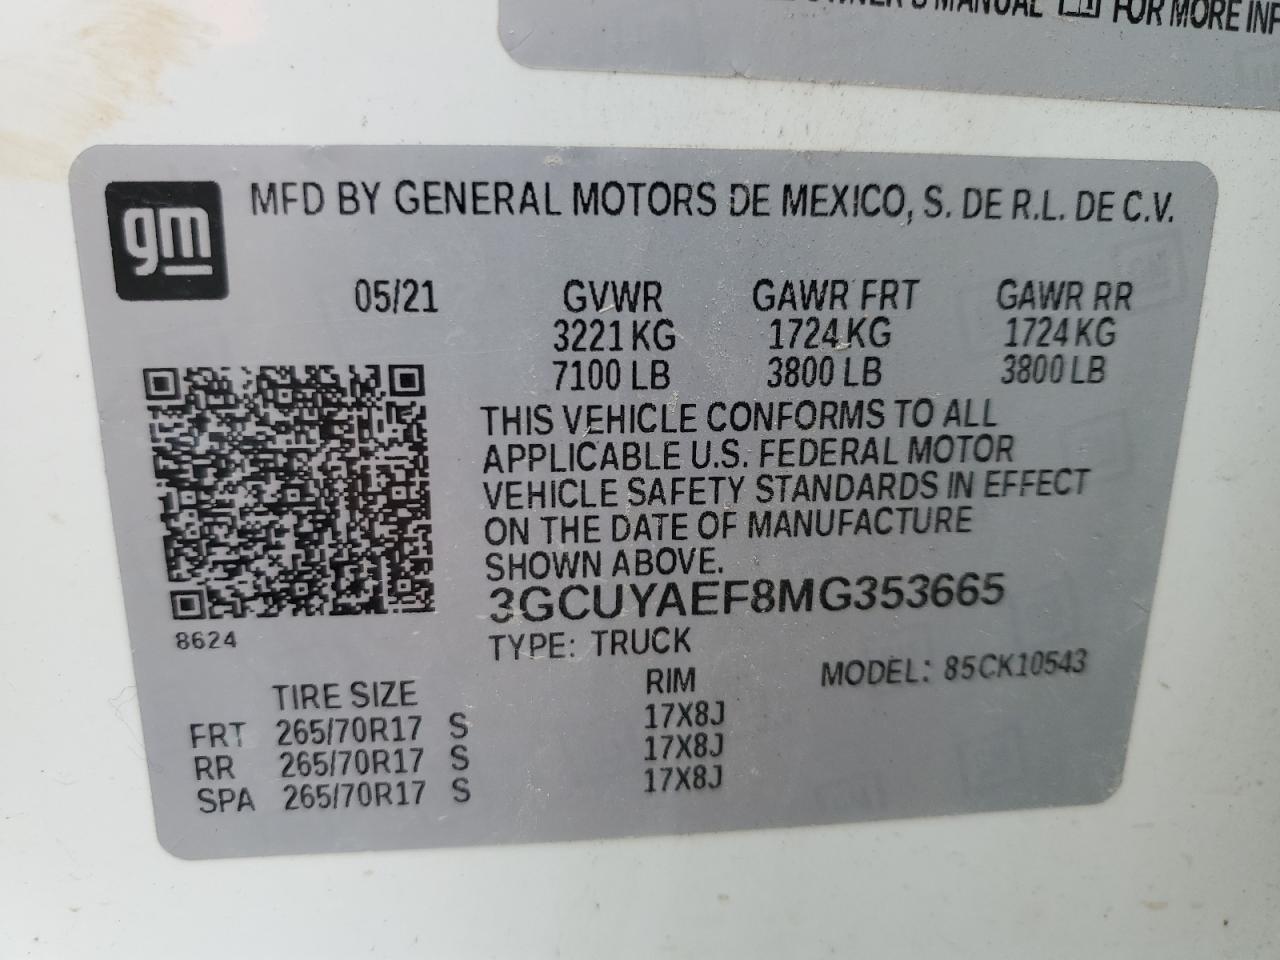 OWNER'S MANUAL FOR MORE INF
gm
MFD BY GENERAL MOTORS DE MEXICO, S. DE R.L. DE C.V.
05/21 GVWR GAWR FRT GAWR RR
3221 KG 1724 KG 1724 KG
7100 LB 3800 LB 3800 LB
THIS VEHICLE CONFORMS TO ALL
APPLICABLE U.S. FEDERAL MOTOR
VEHICLE SAFETY STANDARDS IN EFFECT
ON THE DATE OF MANUFACTURE
SHOWN ABOVE.
3GCUYAEF8MG353665
8624
TYPE: TRUCK
MODEL: 85CK10543
TIRE SIZE RIM
FRT 265/70R17 S 17X8J
RR 265/70R17 S 17X8J
SPA 265/70R17 S 17X8J